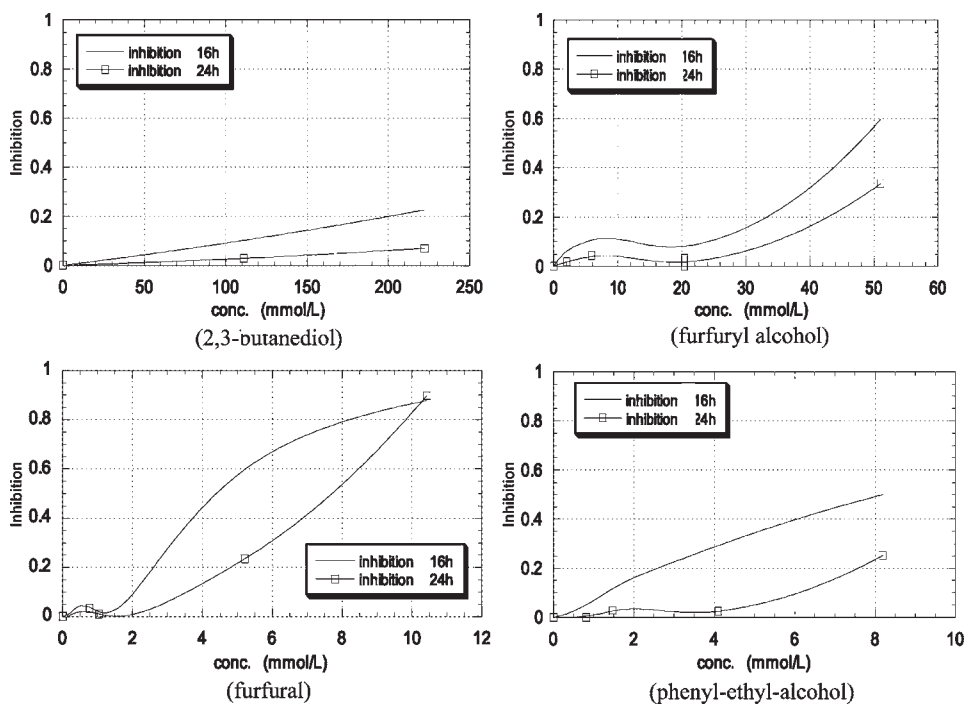 1
0.8
0.6
0.4
0.2
0
Inhibition
inhibition 16h
inhibition 24h
0 50 100 150 200 250
conc. (mmol/L)
(2,3-butanediol)
1
0.8
0.6
0.4
0.2
0
Inhibition
inhibition 16h
inhibition 24h
0 10 20 30 40 50 60
conc. (mmol/L)
(furfuryl alcohol)
1
0.8
0.6
0.4
0.2
0
Inhibition
inhibition 16h
inhibition 24h
0 2 4 6 8 10 12
conc. (mmol/L)
(furfural)
1
0.8
0.6
0.4
0.2
0
Inhibition
inhibition 16h
inhibition 24h
0 2 4 6 8 10
conc. (mmol/L)
(phenyl-ethyl-alcohol)